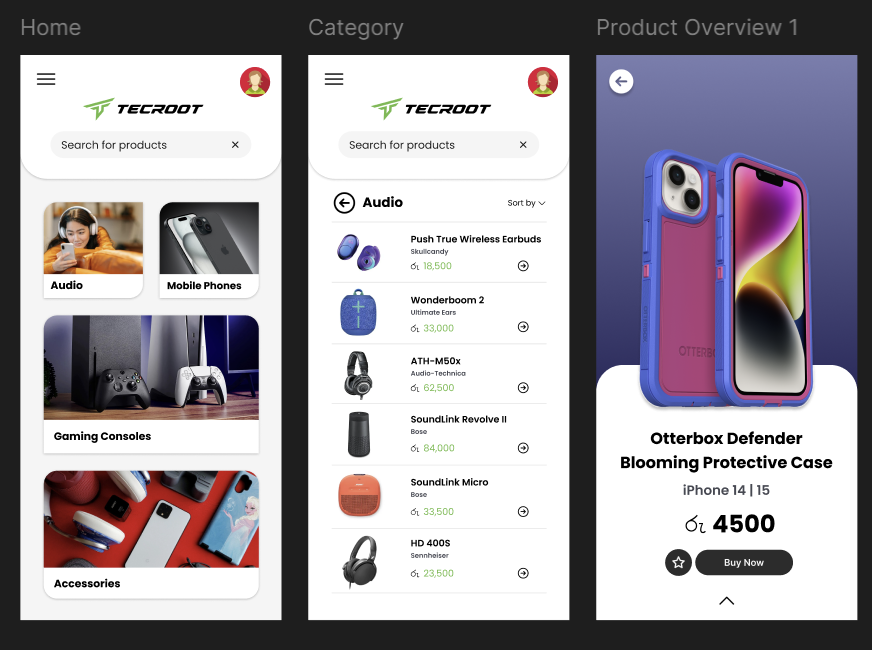 Home
TECROOT
Search for products
Audio
Mobile Phones
Gaming Consoles
Accessories
Category
TECROOT
Search for products
Audio
Sort by
Push True Wireless Earbuds
Skullcandy
රු 18,500
Wonderboom 2
Ultimate Ears
රු 33,000
ATH-M50x
Audio-Technica
රු 62,500
SoundLink Revolve II
Bose
රු 84,000
SoundLink Micro
Bose
රු 33,500
HD 400S
Sennheiser
රු 23,500
Product Overview 1
Otterbox Defender
Blooming Protective Case
iPhone 14 | 15
රු 4500
Buy Now